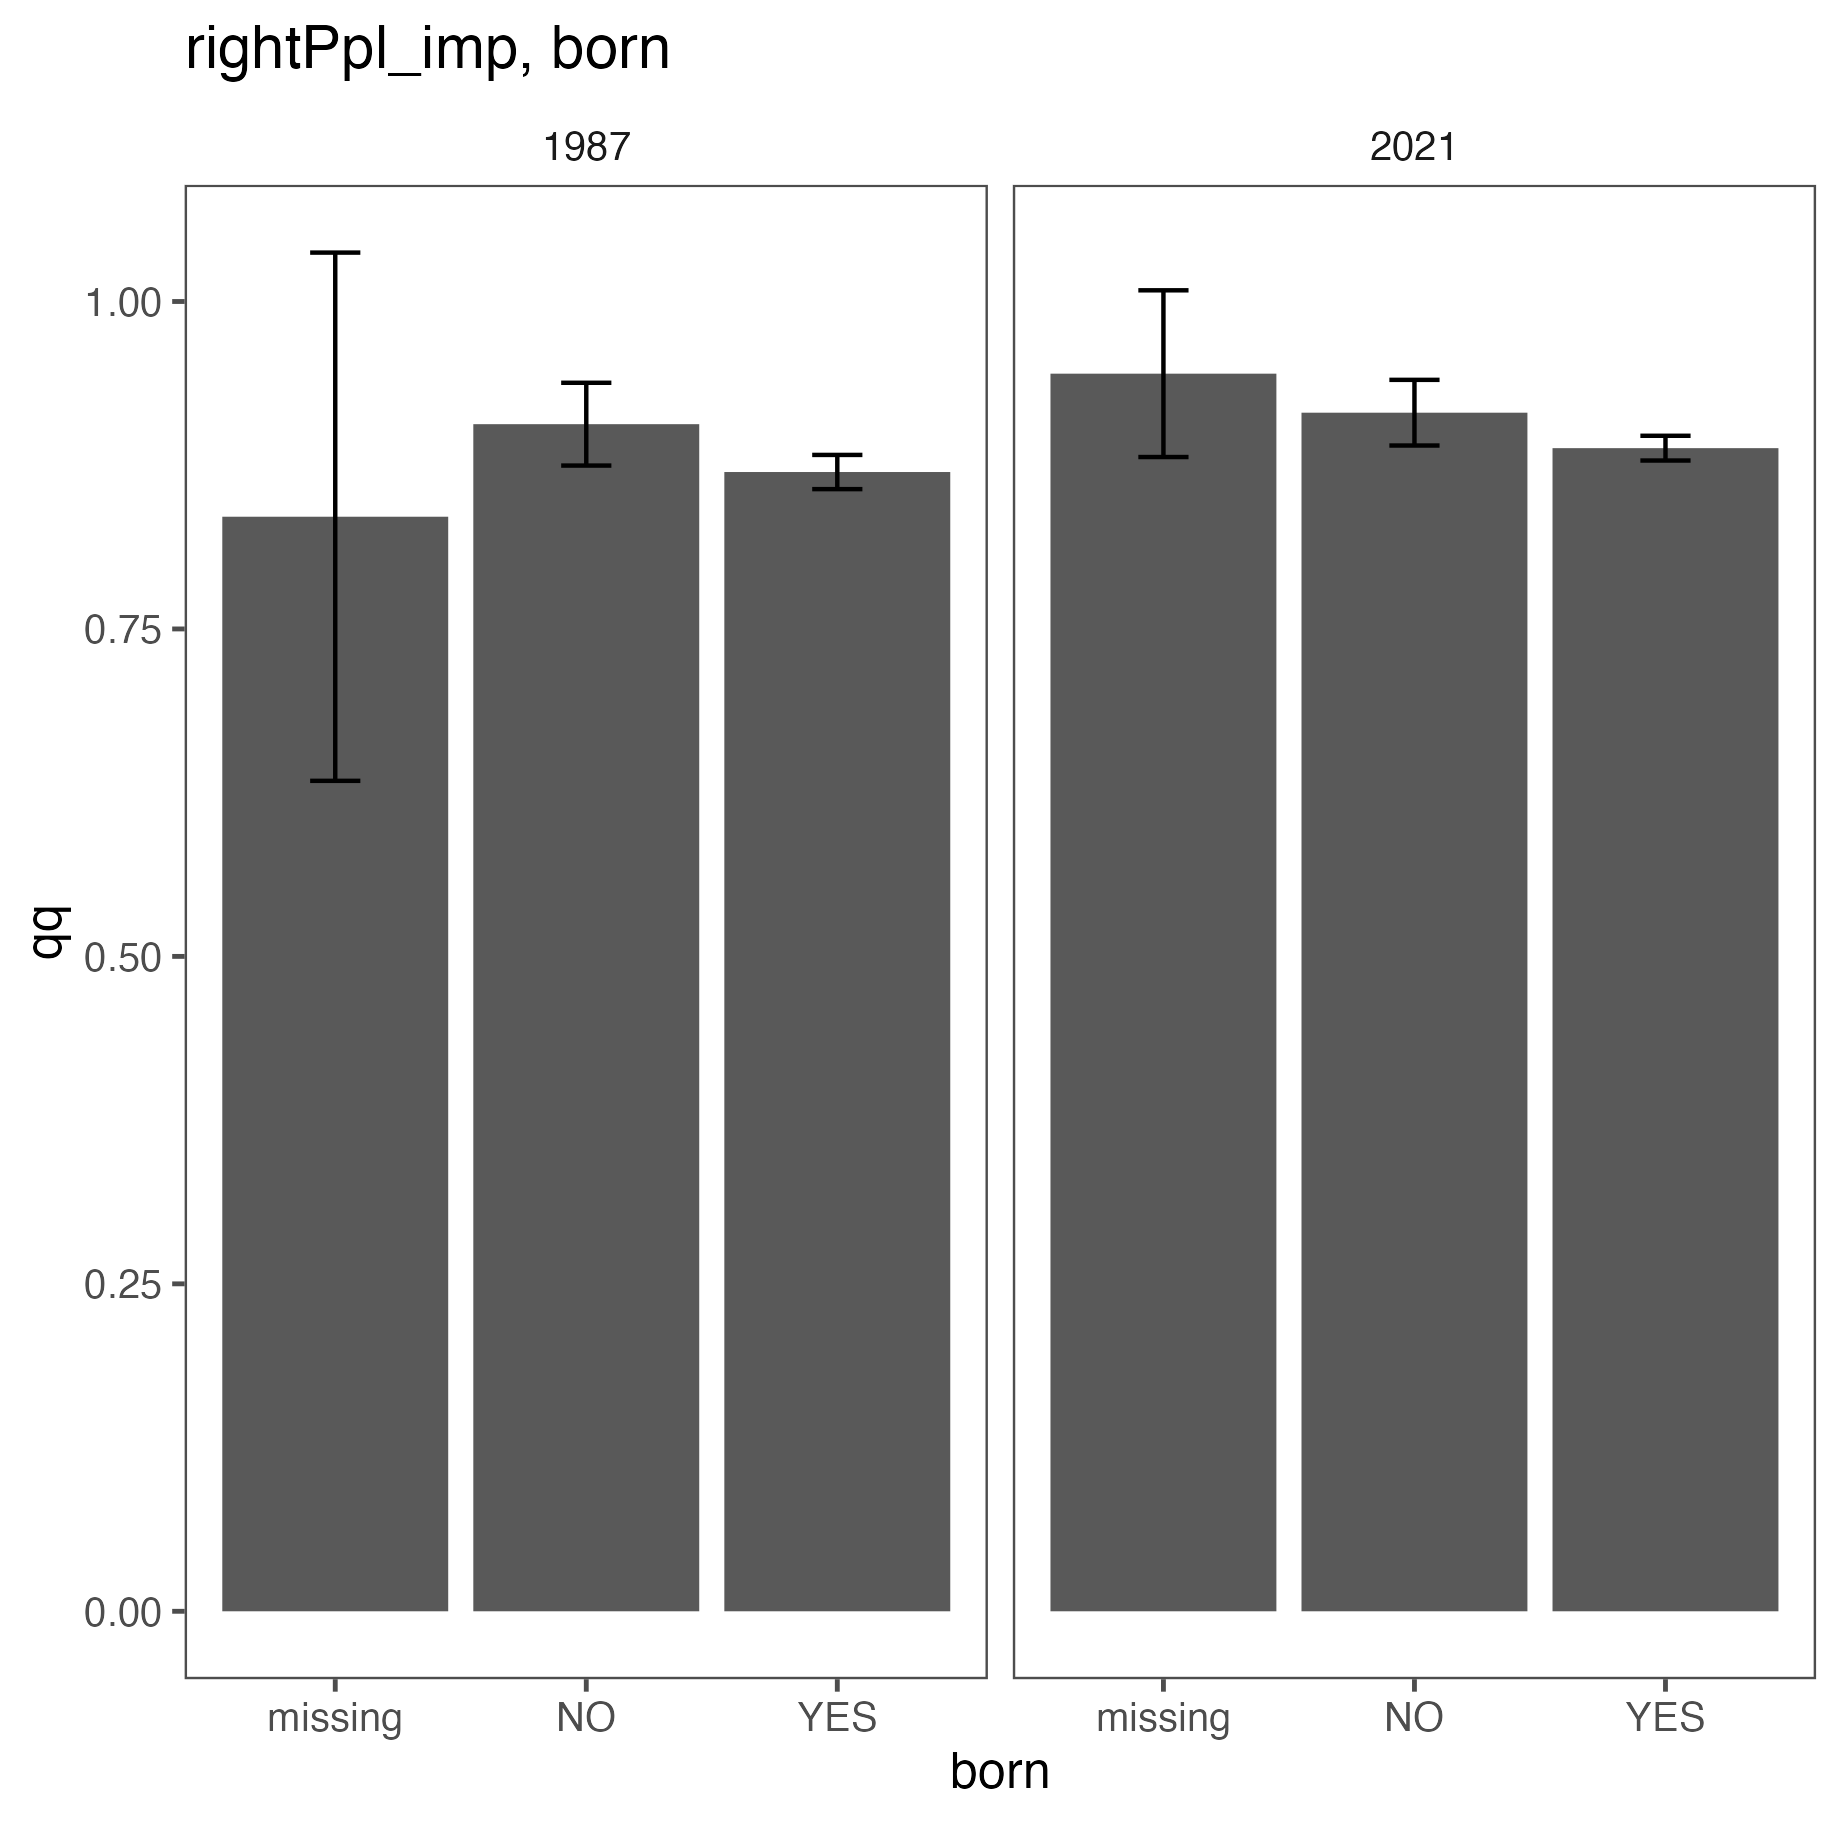 rightPpl_imp, born
1987 2021
1.00
0.75
0.50
0.25
0.00
qq
missing NO YES missing NO YES
born